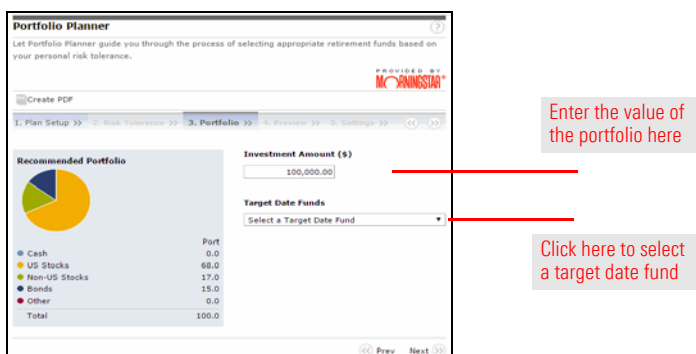 Portfolio Planner
Let Portfolio Planner guide you through the process of selecting appropriate retirement funds based on
your personal risk tolerance.
PROVIDED BY
MORNINGSTAR®
Create PDF
1. Plan Setup >> 2. Risk Tolerance >> 3. Portfolio >> 4. Preview >> 5. Settings >>
Recommended Portfolio
Port
Cash 0.0
US Stocks 68.0
Non-US Stocks 17.0
Bonds 15.0
Other 0.0
Total 100.0
Investment Amount ($)
100,000.00
Target Date Funds
Select a Target Date Fund
Prev Next
Enter the value of
the portfolio here
Click here to select
a target date fund